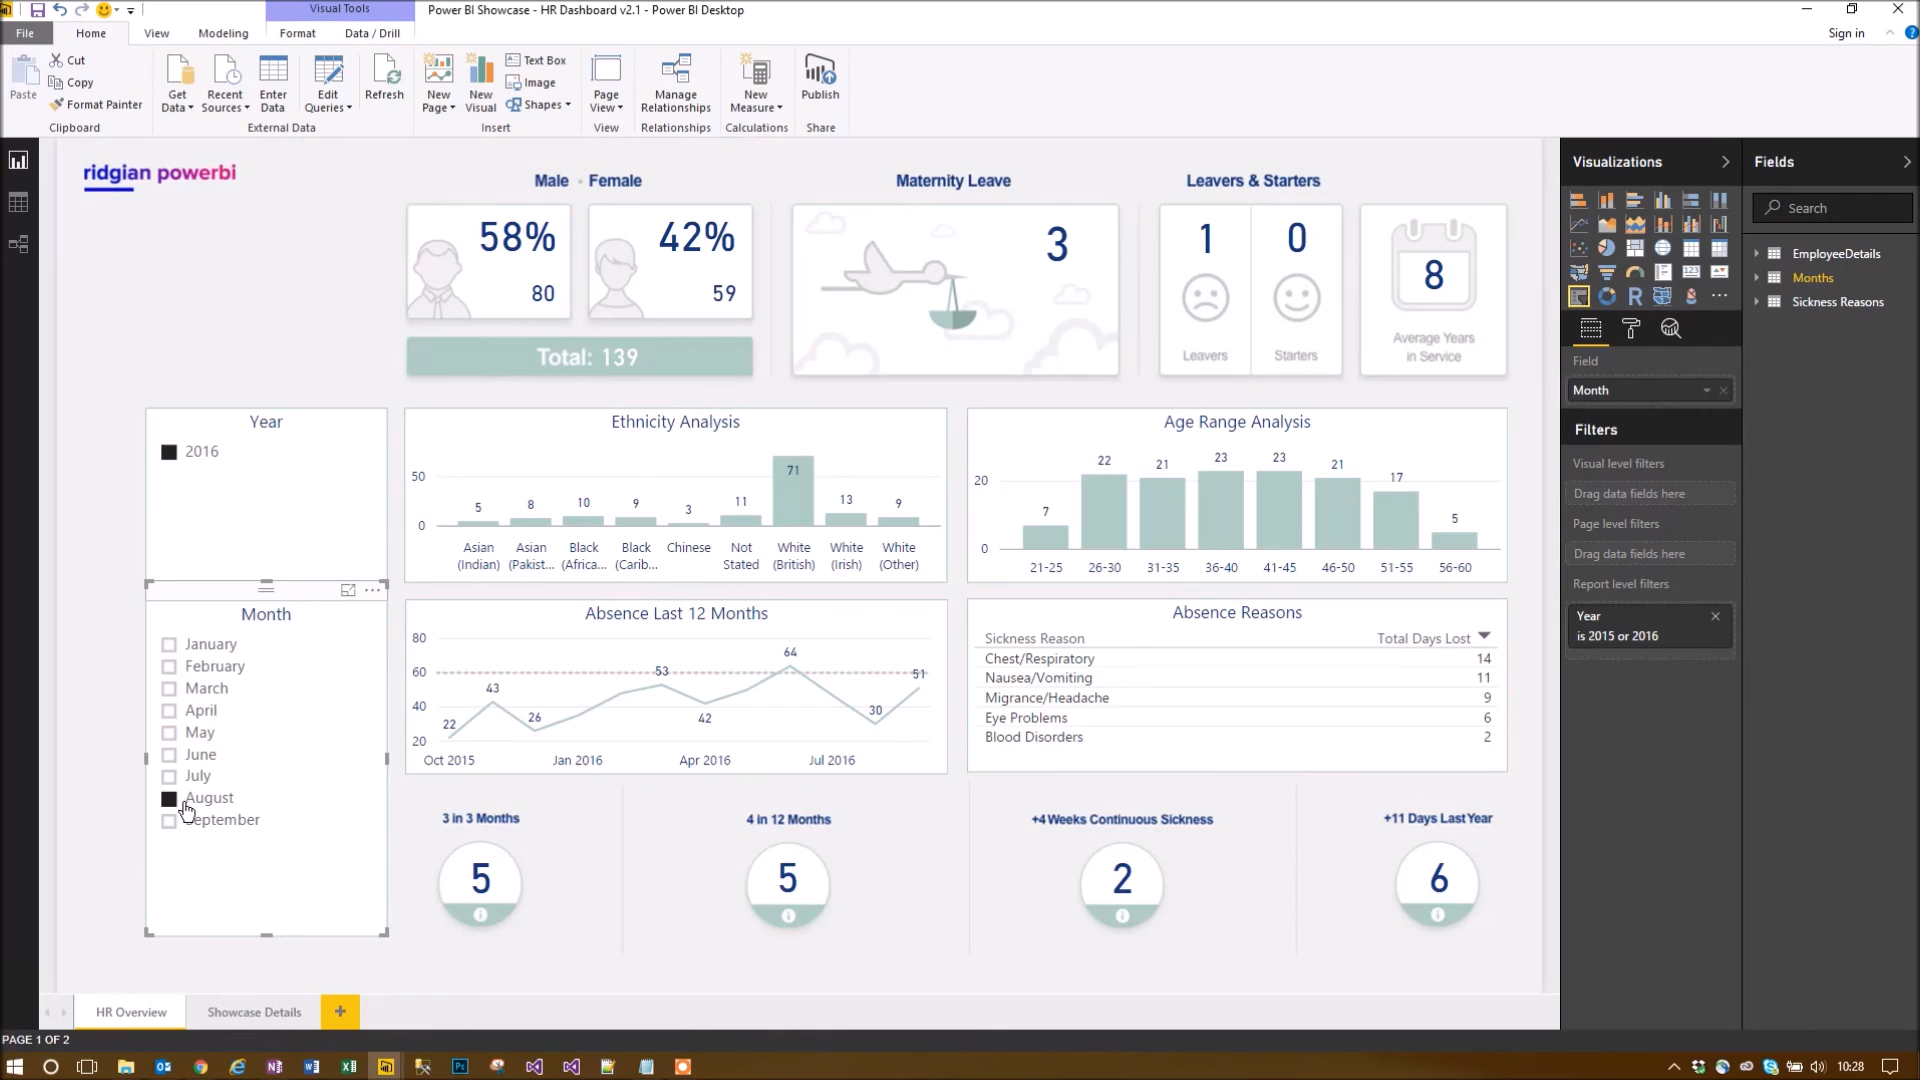 Visual Tools
Power BI Showcase - HR Dashboard v2.1 - Power BI Desktop
File
Home
View
Modeling
Format
Data / Drill
Sign in
Paste
Cut
Copy
Format Painter
Clipboard
Get Data
Recent Sources
Enter Data
Edit Queries
Refresh
External Data
New Page
New Visual
Text Box
Image
Shapes
Insert
Page View
View
Manage Relationships
Relationships
New Measure
Calculations
Publish
Share
ridgian powerbi
Male • Female
58%
80
42%
59
Total: 139
Maternity Leave
3
Leavers & Starters
1
0
Leavers
Starters
8
Average Years
in Service
Year
2016
Month
January
February
March
April
May
June
July
August
September
Ethnicity Analysis
50
0
5
8
10
9
3
11
71
13
9
Asian (Indian)
Asian (Pakist...
Black (Africa...
Black (Carib...
Chinese
Not Stated
White (British)
White (Irish)
White (Other)
Age Range Analysis
20
0
7
22
21
23
23
21
17
5
21-25
26-30
31-35
36-40
41-45
46-50
51-55
56-60
Absence Last 12 Months
80
60
40
20
22
43
26
53
42
64
30
51
Oct 2015
Jan 2016
Apr 2016
Jul 2016
Absence Reasons
Sickness Reason Total Days Lost
Chest/Respiratory 14
Nausea/Vomiting 11
Migrance/Headache 9
Eye Problems 6
Blood Disorders 2
3 in 3 Months
5
4 in 12 Months
5
+4 Weeks Continuous Sickness
2
+11 Days Last Year
6
Visualizations
Field
Month
Filters
Visual level filters
Drag data fields here
Page level filters
Drag data fields here
Report level filters
Year
is 2015 or 2016
Fields
Search
EmployeeDetails
Months
Sickness Reasons
HR Overview
Showcase Details
PAGE 1 OF 2
10:28